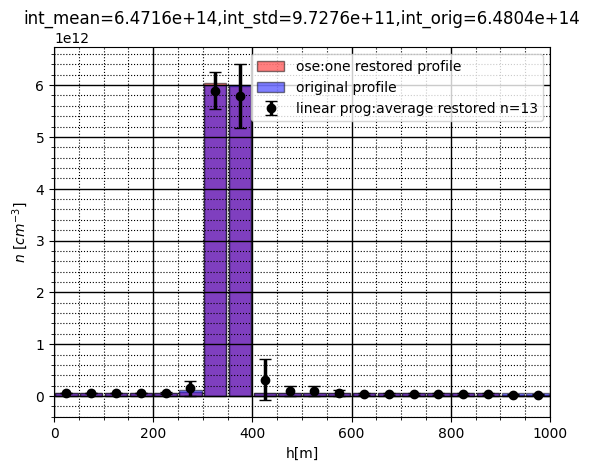 int_mean=6.4716e+14,int_std=9.7276e+11,int_orig=6.4804e+14
1e12
ose:one restored profile
original profile
linear prog:average restored n=13
6
5
4
3
2
1
0
n [cm⁻³]
0 200 400 600 800 1000
h[m]